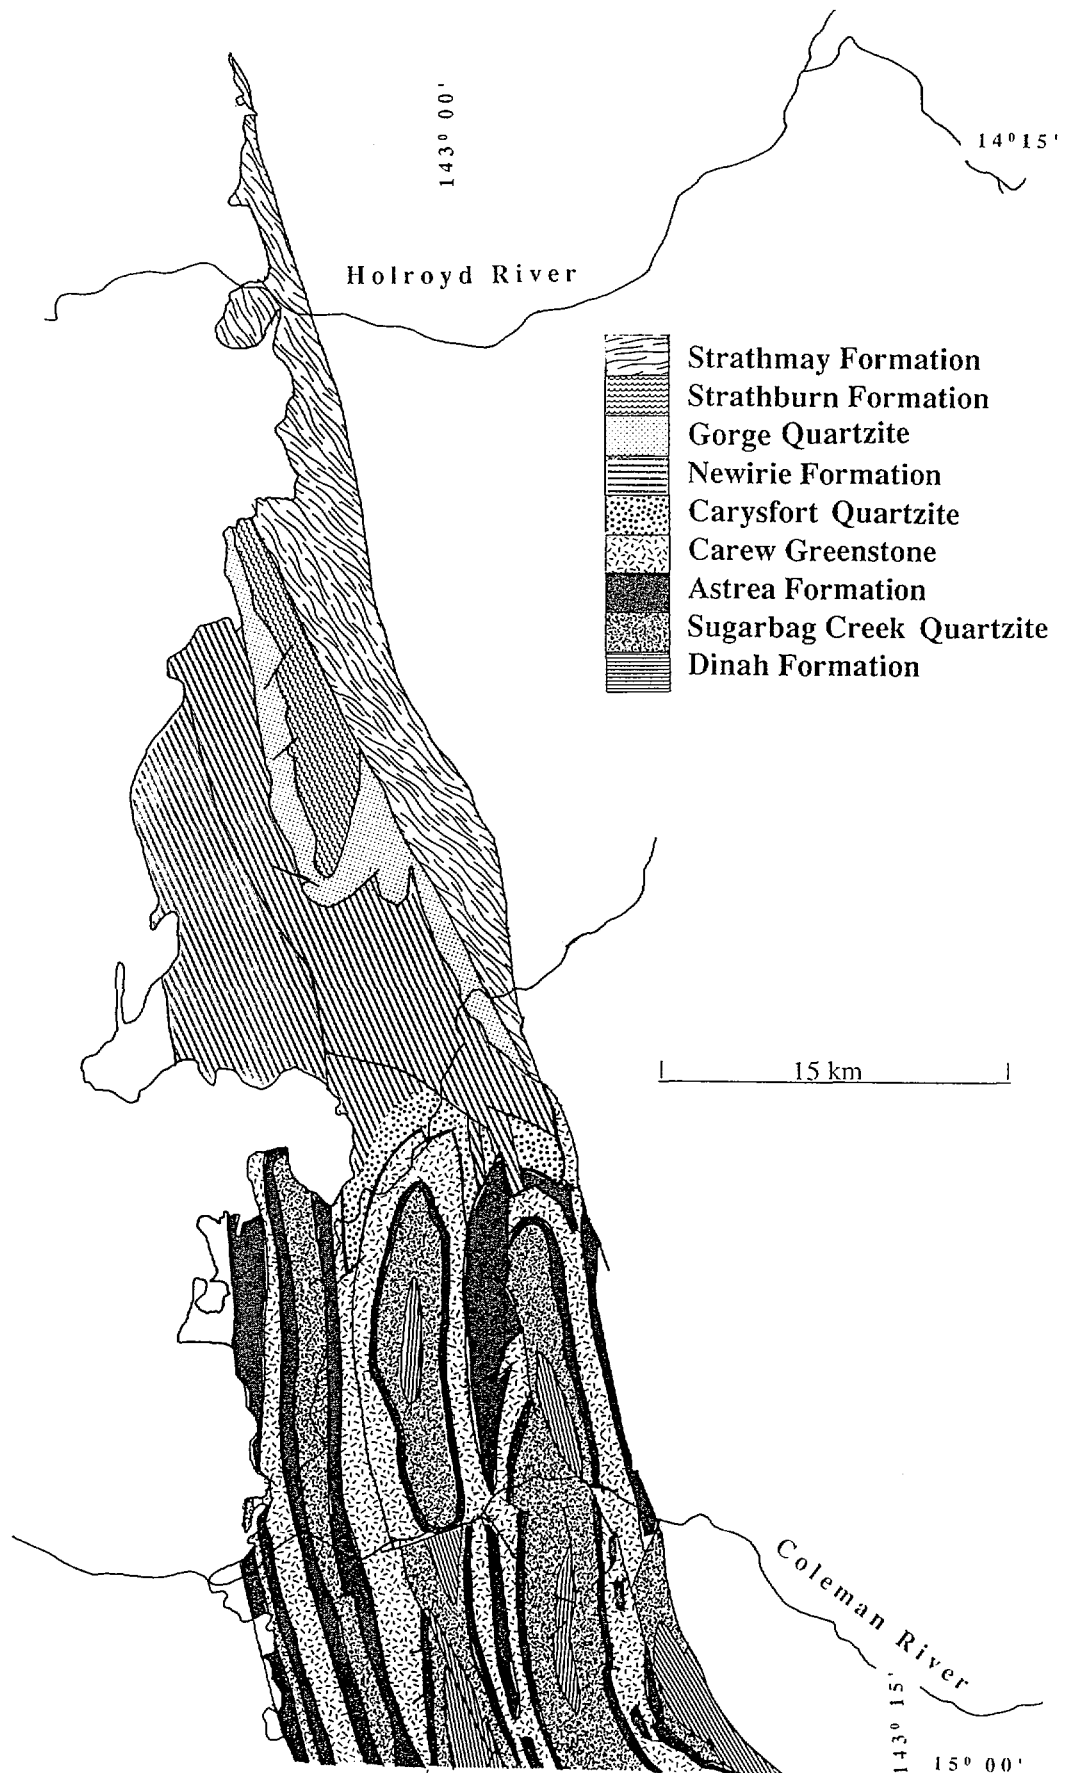 143° 00'
14° 15'
Holroyd River
Strathmay Formation
Strathburn Formation
Gorge Quartzite
Newirie Formation
Carysfort Quartzite
Carew Greenstone
Astrea Formation
Sugarbag Creek Quartzite
Dinah Formation
15 km
Coleman River
143° 15'
15° 00'